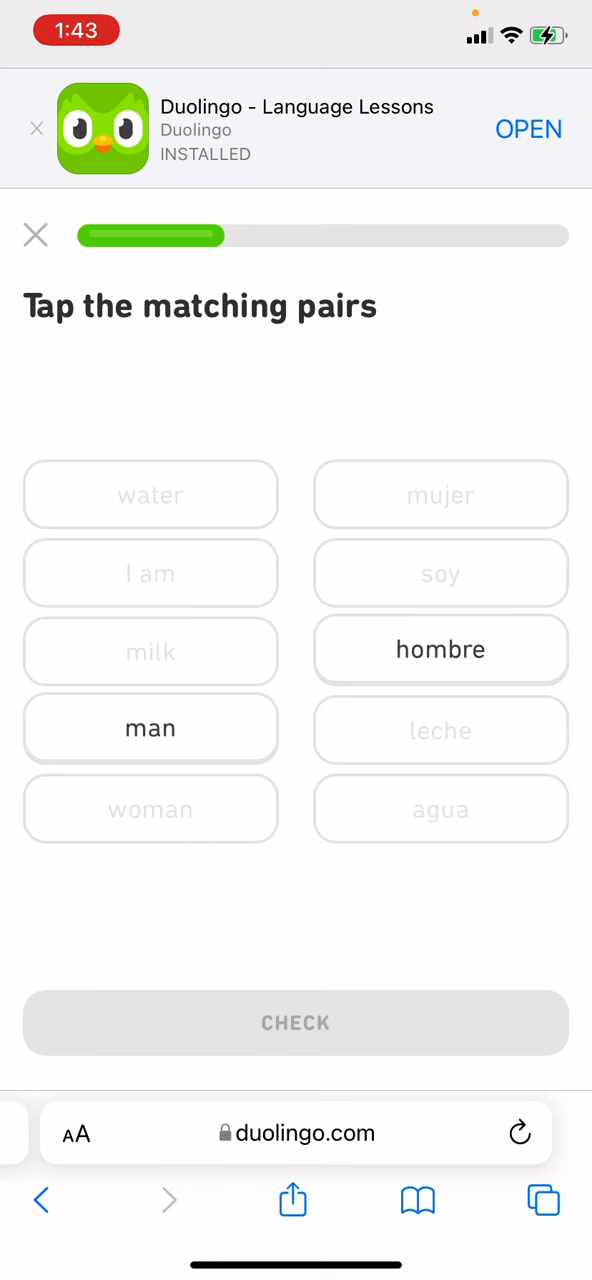 1:43
Duolingo - Language Lessons
Duolingo
INSTALLED
OPEN
Tap the matching pairs
water
mujer
I am
soy
milk
hombre
man
leche
woman
agua
CHECK
AA
duolingo.com